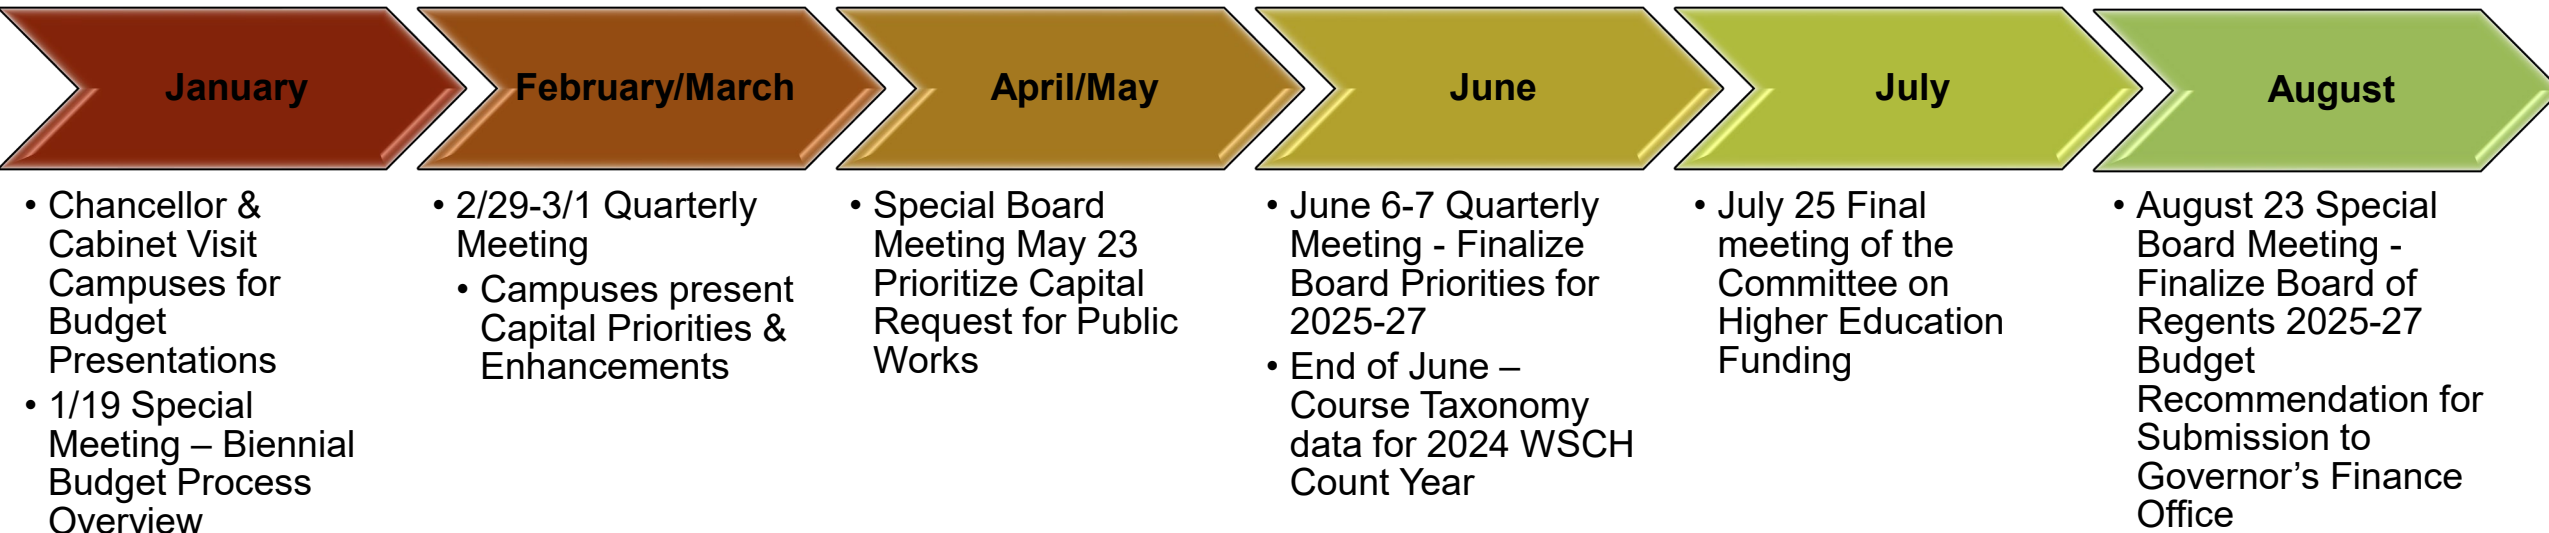 January
• Chancellor &
Cabinet Visit
Campuses for
Budget
Presentations
• 1/19 Special
Meeting – Biennial
Budget Process
Overview
February/March
• 2/29-3/1 Quarterly
Meeting
• Campuses present
Capital Priorities &
Enhancements
April/May
• Special Board
Meeting May 23
Prioritize Capital
Request for Public
Works
June
• June 6-7 Quarterly
Meeting - Finalize
Board Priorities for
2025-27
• End of June –
Course Taxonomy
data for 2024 WSCH
Count Year
July
• July 25 Final
meeting of the
Committee on
Higher Education
Funding
August
• August 23 Special
Board Meeting -
Finalize Board of
Regents 2025-27
Budget
Recommendation for
Submission to
Governor’s Finance
Office